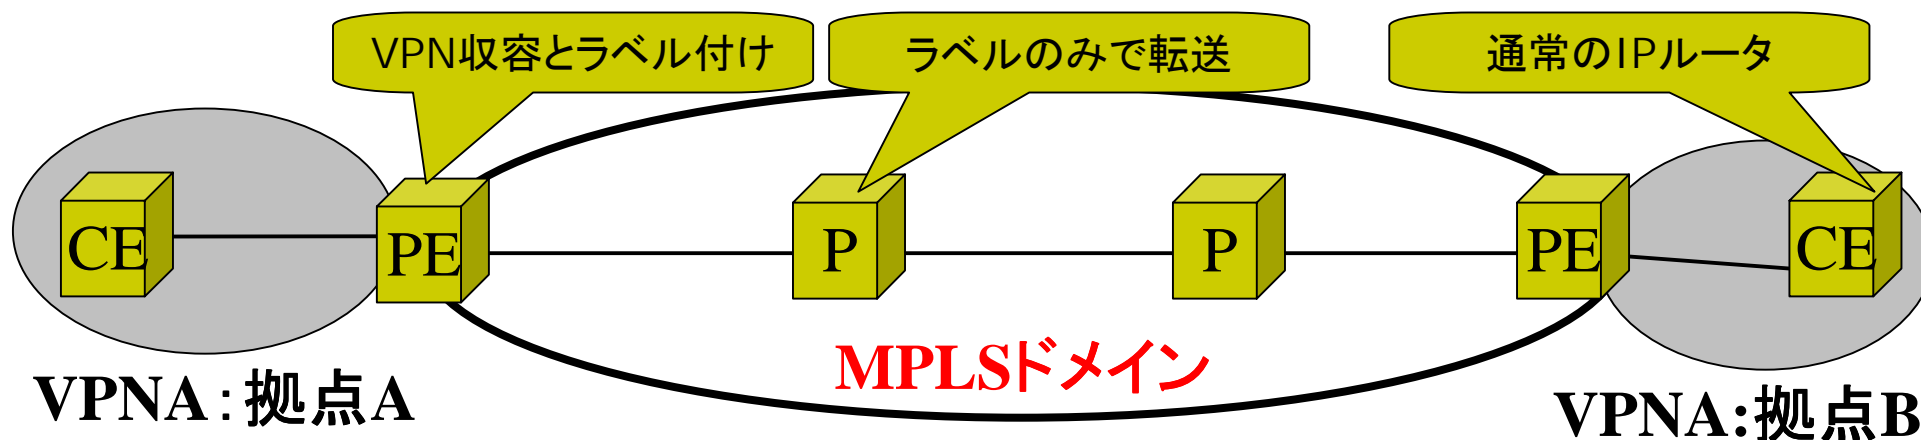 VPN収容とラベル付け
ラベルのみで転送
通常のIPルータ
CE
PE
P
P
PE
CE
MPLSドメイン
VPNA：拠点A
VPNA:拠点B